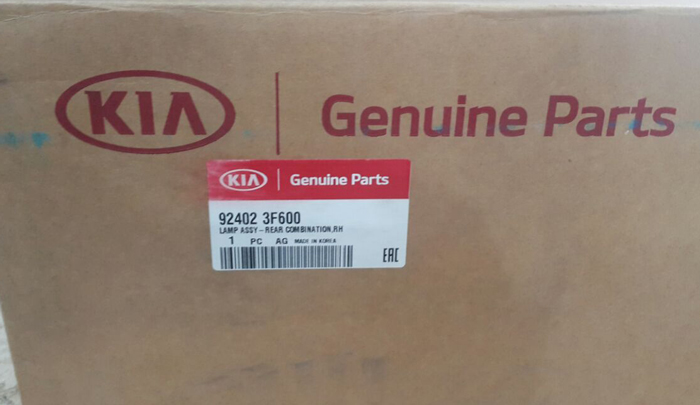 KIA Genuine Parts
KIA Genuine Parts
92402 3F600
LAMP ASSY-REAR COMBINATION,RH
1 PC AG MADE IN KOREA
EAC